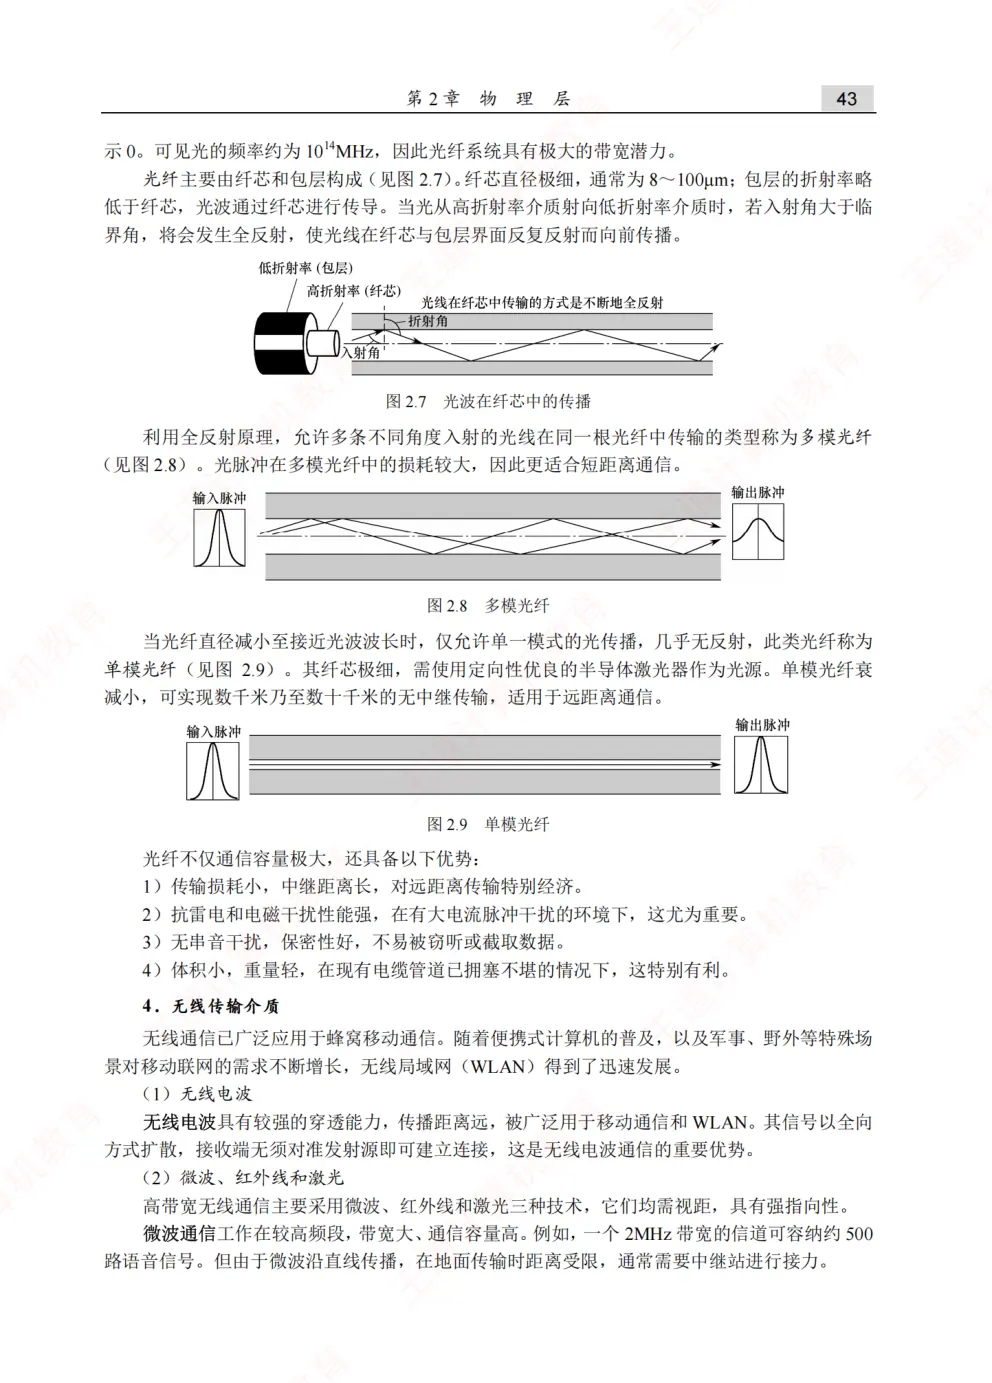 第 2 章 物 理 层
43
示 0。可见光的频率约为 10¹⁴MHz，因此光纤系统具有极大的带宽潜力。
光纤主要由纤芯和包层构成（见图 2.7）。纤芯直径极细，通常为 8～100μm；包层的折射率略
低于纤芯，光波通过纤芯进行传导。当光从高折射率介质射向低折射率介质时，若入射角大于临
界角，将会发生全反射，使光线在纤芯与包层界面反复反射而向前传播。
低折射率 (包层)
高折射率 (纤芯)
光线在纤芯中传输的方式是不断地全反射
折射角
入射角
图 2.7 光波在纤芯中的传播
利用全反射原理，允许多条不同角度入射的光线在同一根光纤中传输的类型称为多模光纤
（见图 2.8）。光脉冲在多模光纤中的损耗较大，因此更适合短距离通信。
输入脉冲
输出脉冲
图 2.8 多模光纤
当光纤直径减小至接近光波波长时，仅允许单一模式的光传播，几乎无反射，此类光纤称为
单模光纤（见图 2.9）。其纤芯极细，需使用定向性优良的半导体激光器作为光源。单模光纤衰
减小，可实现数千米乃至数十千米的无中继传输，适用于远距离通信。
输入脉冲
输出脉冲
图 2.9 单模光纤
光纤不仅通信容量极大，还具备以下优势：
1）传输损耗小，中继距离长，对远距离传输特别经济。
2）抗雷电和电磁干扰性能强，在有大电流脉冲干扰的环境下，这尤为重要。
3）无串音干扰，保密性好，不易被窃听或截取数据。
4）体积小，重量轻，在现有电缆管道已拥塞不堪的情况下，这特别有利。
4．无线传输介质
无线通信已广泛应用于蜂窝移动通信。随着便携式计算机的普及，以及军事、野外等特殊场
景对移动联网的需求不断增长，无线局域网（WLAN）得到了迅速发展。
（1）无线电波
无线电波具有较强的穿透能力，传播距离远，被广泛用于移动通信和 WLAN。其信号以全向
方式扩散，接收端无须对准发射源即可建立连接，这是无线电波通信的重要优势。
（2）微波、红外线和激光
高带宽无线通信主要采用微波、红外线和激光三种技术，它们均需视距，具有强指向性。
微波通信工作在较高频段，带宽大、通信容量高。例如，一个 2MHz 带宽的信道可容纳约 500
路语音信号。但由于微波沿直线传播，在地面传输时距离受限，通常需要中继站进行接力。